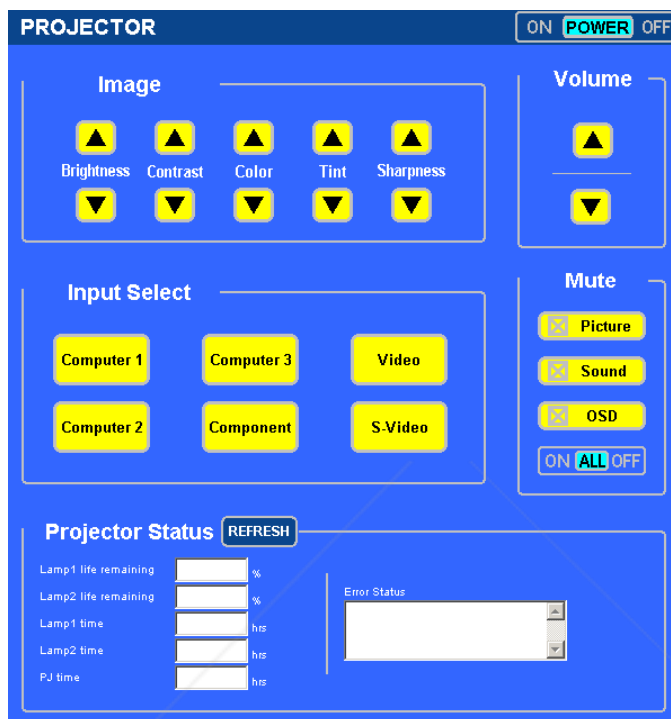 PROJECTOR
ON POWER OFF
Image
Brightness Contrast Color Tint Sharpness
Volume
Input Select
Computer 1 Computer 3 Video
Computer 2 Component S-Video
Mute
Picture
Sound
OSD
ON ALL OFF
Projector Status REFRESH
Lamp1 life remaining %
Lamp2 life remaining %
Lamp1 time hrs
Lamp2 time hrs
PJ time hrs
Error Status